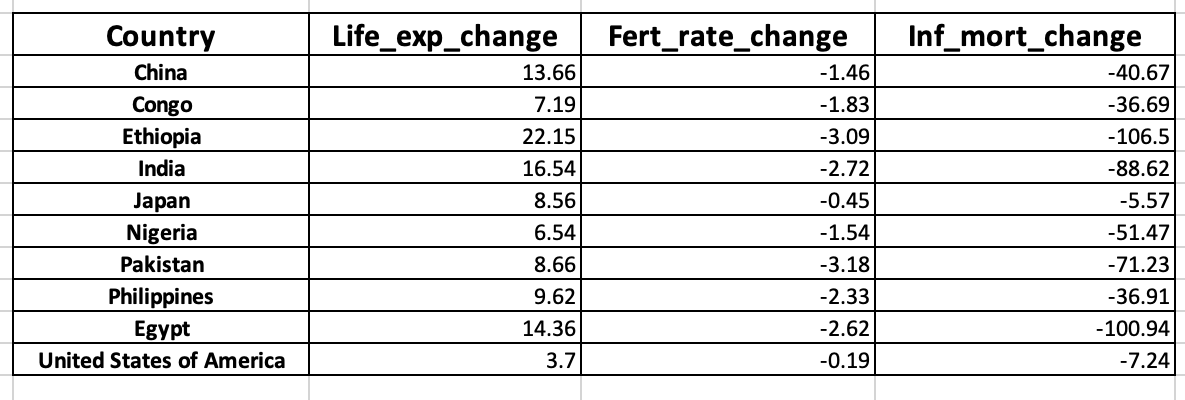 Country Life_exp_change Fert_rate_change Inf_mort_change
China 13.66 -1.46 -40.67
Congo 7.19 -1.83 -36.69
Ethiopia 22.15 -3.09 -106.5
India 16.54 -2.72 -88.62
Japan 8.56 -0.45 -5.57
Nigeria 6.54 -1.54 -51.47
Pakistan 8.66 -3.18 -71.23
Philippines 9.62 -2.33 -36.91
Egypt 14.36 -2.62 -100.94
United States of America 3.7 -0.19 -7.24